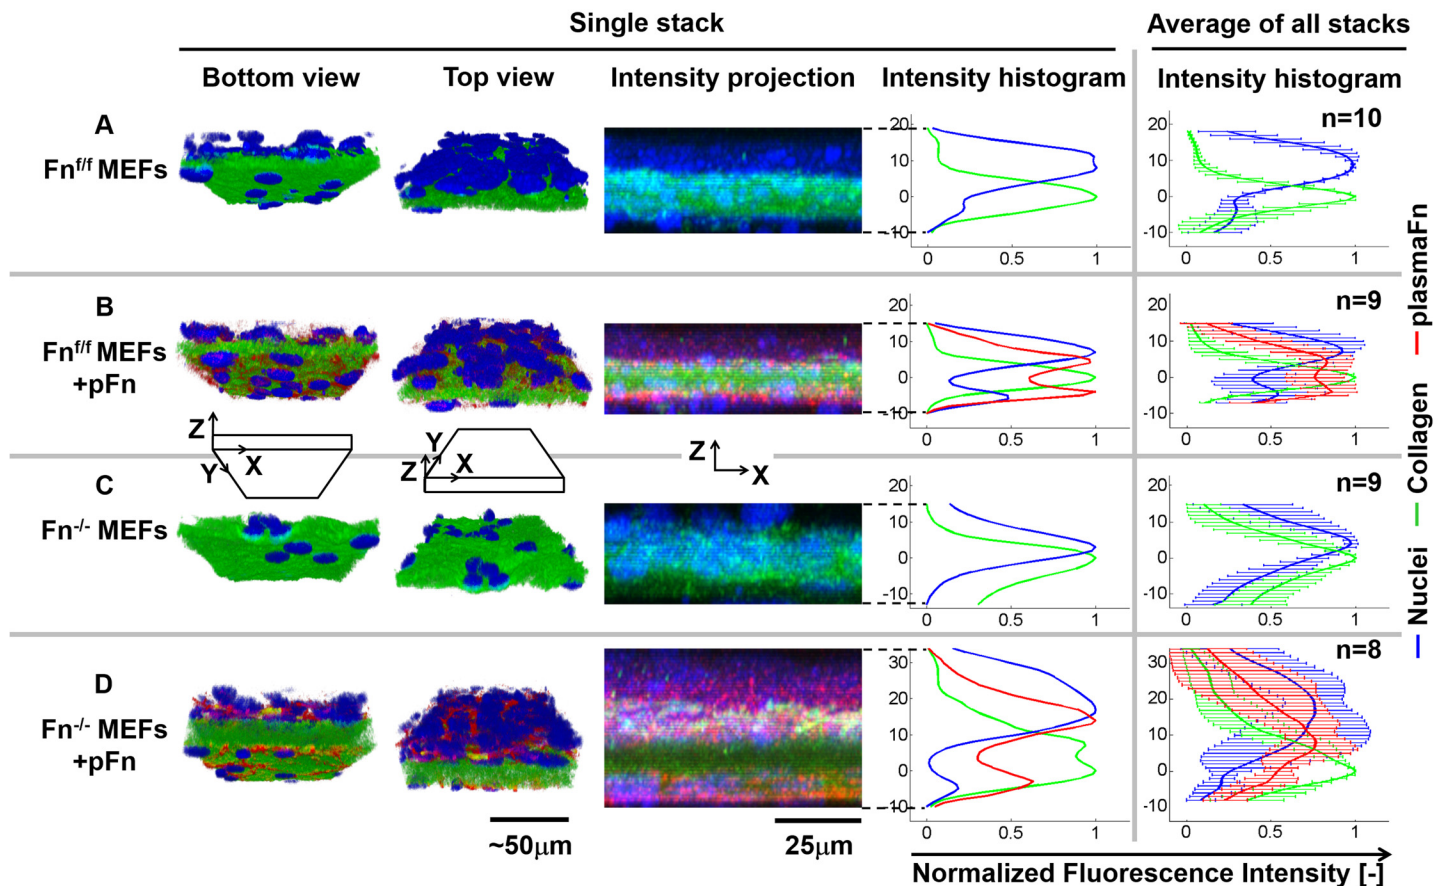 Single stack
Average of all stacks
Bottom view
Top view
Intensity projection
Intensity histogram
Intensity histogram
A
Fn^f/f MEFs
20
10
0
-10
0
0.5
1
n=10
20
10
0
-10
0
0.5
1
B
Fn^f/f MEFs
+pFn
20
10
0
-10
0
0.5
1
n=9
20
10
0
-10
0
0.5
1
Z
X
Y
Z
Y
X
Z
X
C
Fn^-/- MEFs
20
10
0
-10
0
0.5
1
n=9
20
10
0
-10
0
0.5
1
D
Fn^-/- MEFs
+pFn
30
20
10
0
-10
0
0.5
1
n=8
30
20
10
0
-10
0
0.5
1
~50μm
25μm
Normalized Fluorescence Intensity [-]
Nuclei
Collagen
plasmaFn